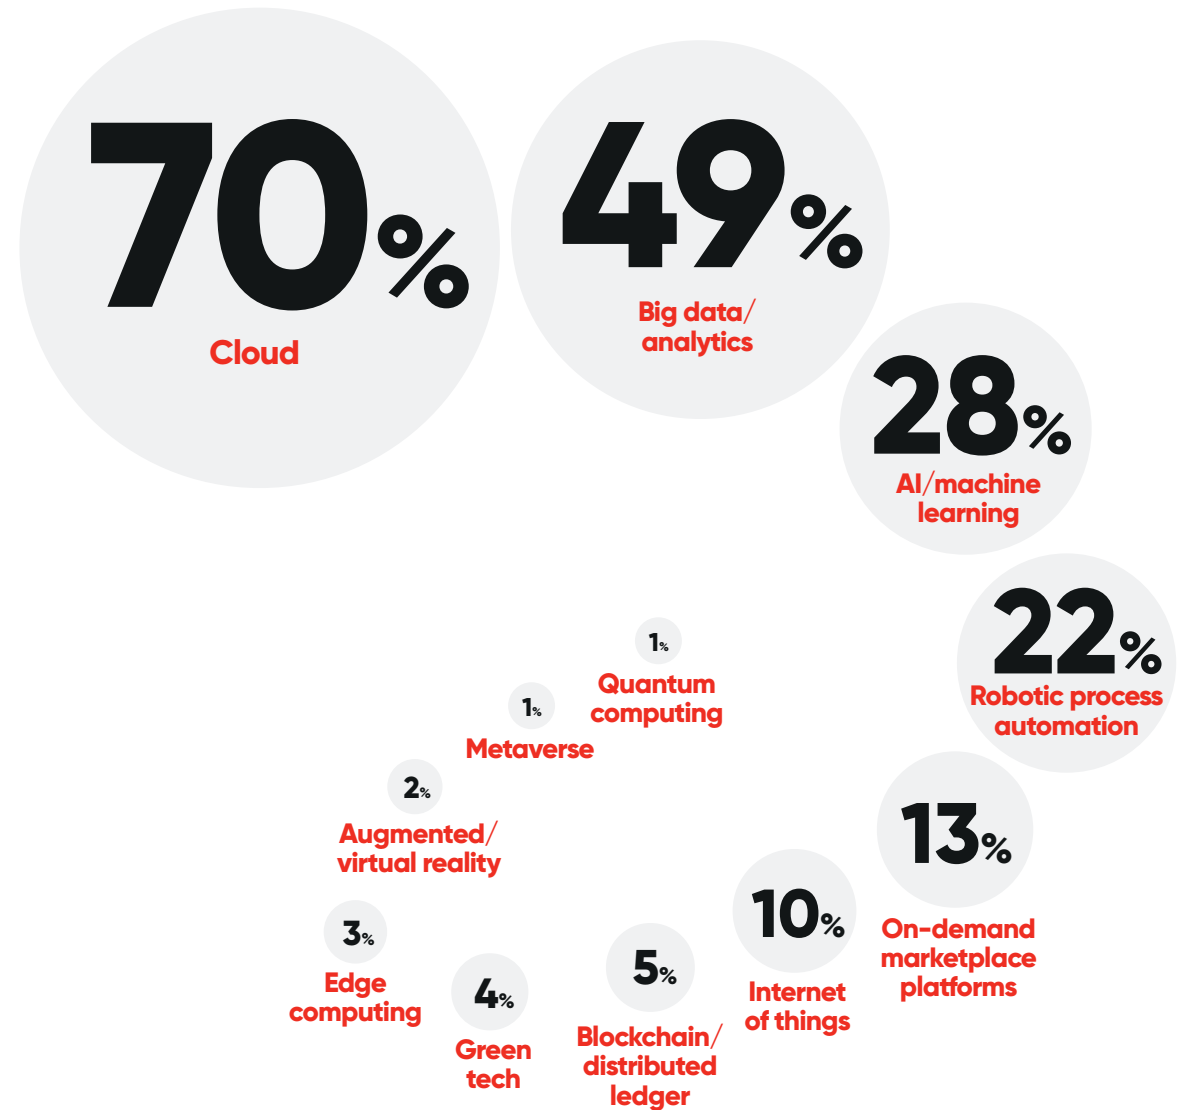 70%
Cloud
49%
Big data/
analytics
28%
AI/machine
learning
22%
Robotic process
automation
13%
On-demand
marketplace
platforms
10%
Internet
of things
5%
Blockchain/
distributed
ledger
4%
Green
tech
3%
Edge
computing
2%
Augmented/
virtual reality
1%
Metaverse
1%
Quantum
computing